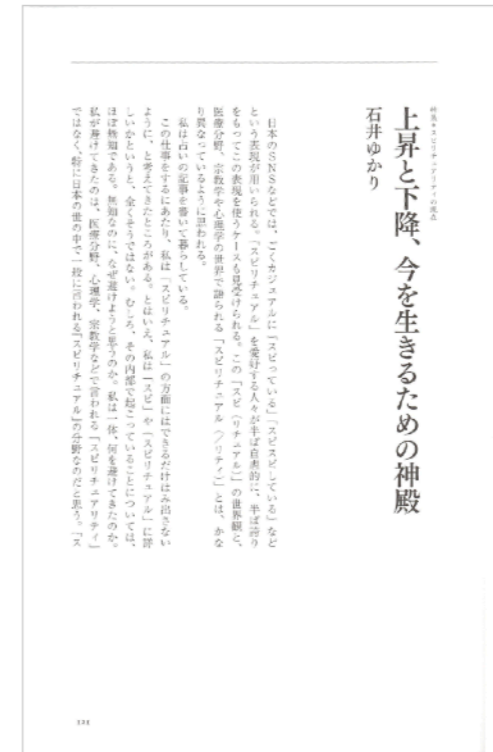 特集＊スピリチュアリティの現在
上昇と下降、今を生きるための神殿
石井ゆかり
日本のＳＮＳなどでは、ごくカジュアルに「スピっている」「スピスピしている」など
という表現が用いられる。「スピリチュアル」を愛好する人々が半ば自虐的に、半ば誇り
をもってこの表現を使うケースも見受けられる。この「スピ（リチュアル）」の世界観と、
医療分野、宗教学や心理学の世界で語られる「スピリチュアル（／リティ）」とは、かな
り異なっているように思われる。
私は占いの記事を書いて暮らしている。
この仕事をするにあたり、私は「スピリチュアル」の方面にはできるだけはみ出さない
ように、と考えてきたところがある。とはいえ、私は「スピ」や「スピリチュアル」に詳
しいかというと、全くそうではない。むしろ、その内部で起こっていることについては、
ほぼ無知である。無知なのに、なぜ避けようと思うのか。私は一体、何を避けてきたのか。
私が避けてきたのは、医療分野、心理学、宗教学などで言われる「スピリチュアリティ」
ではなく、特に日本の世の中で一般に言われる「スピリチュアル」の分野なのだと思う。「ス